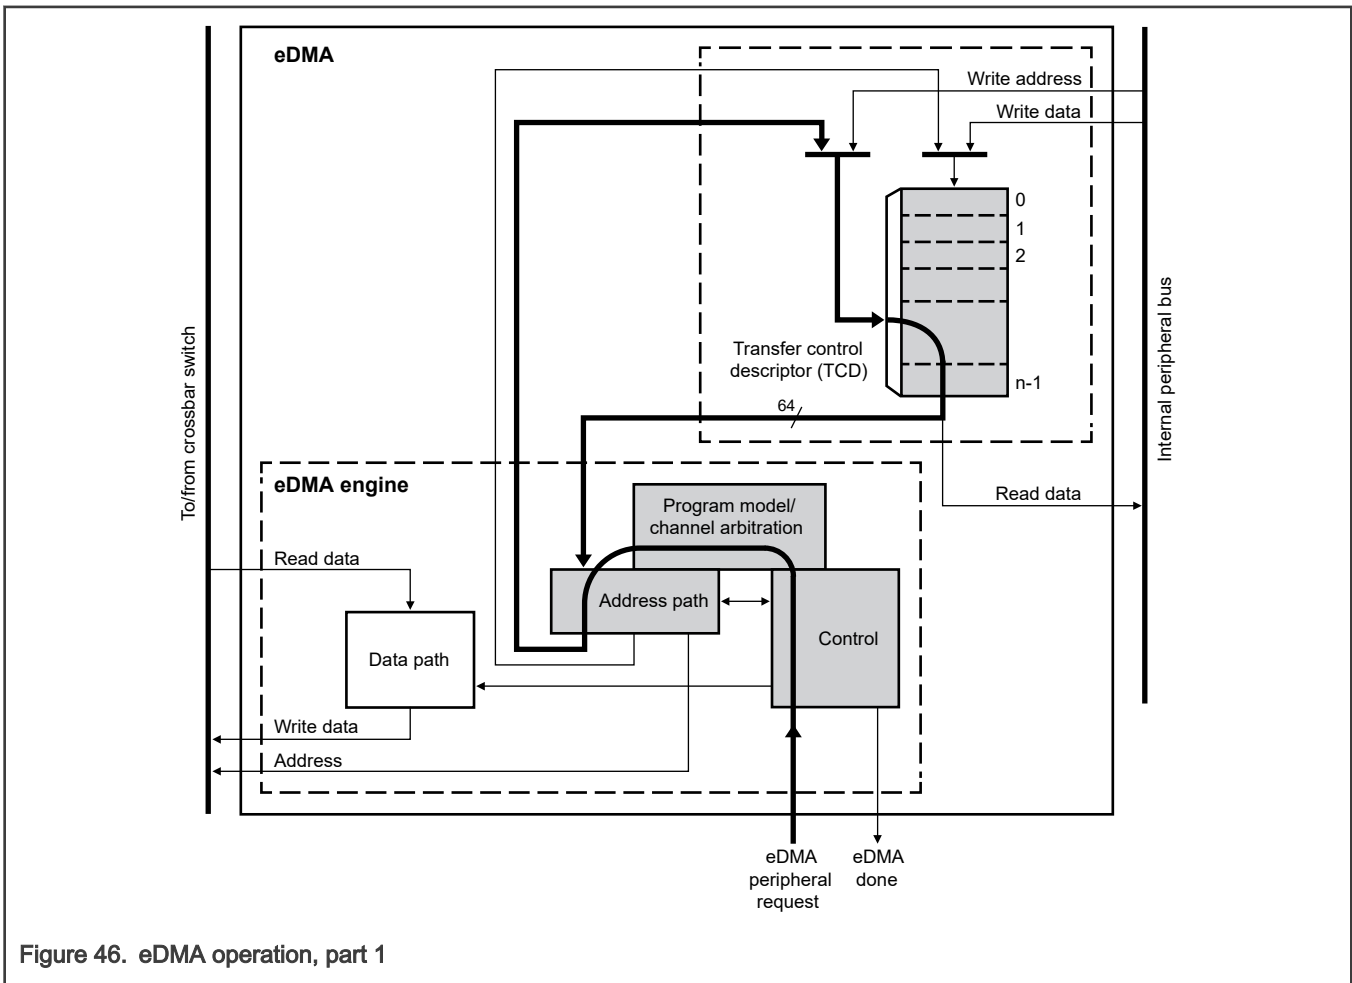 eDMA
Write address
Write data
0
1
2
Transfer control
descriptor (TCD)
n-1
64
To/from crossbar switch
Internal peripheral bus
eDMA engine
Read data
Program model/
channel arbitration
Read data
Address path
Control
Data path
Write data
Address
eDMA
peripheral
request
eDMA
done
Figure 46. eDMA operation, part 1